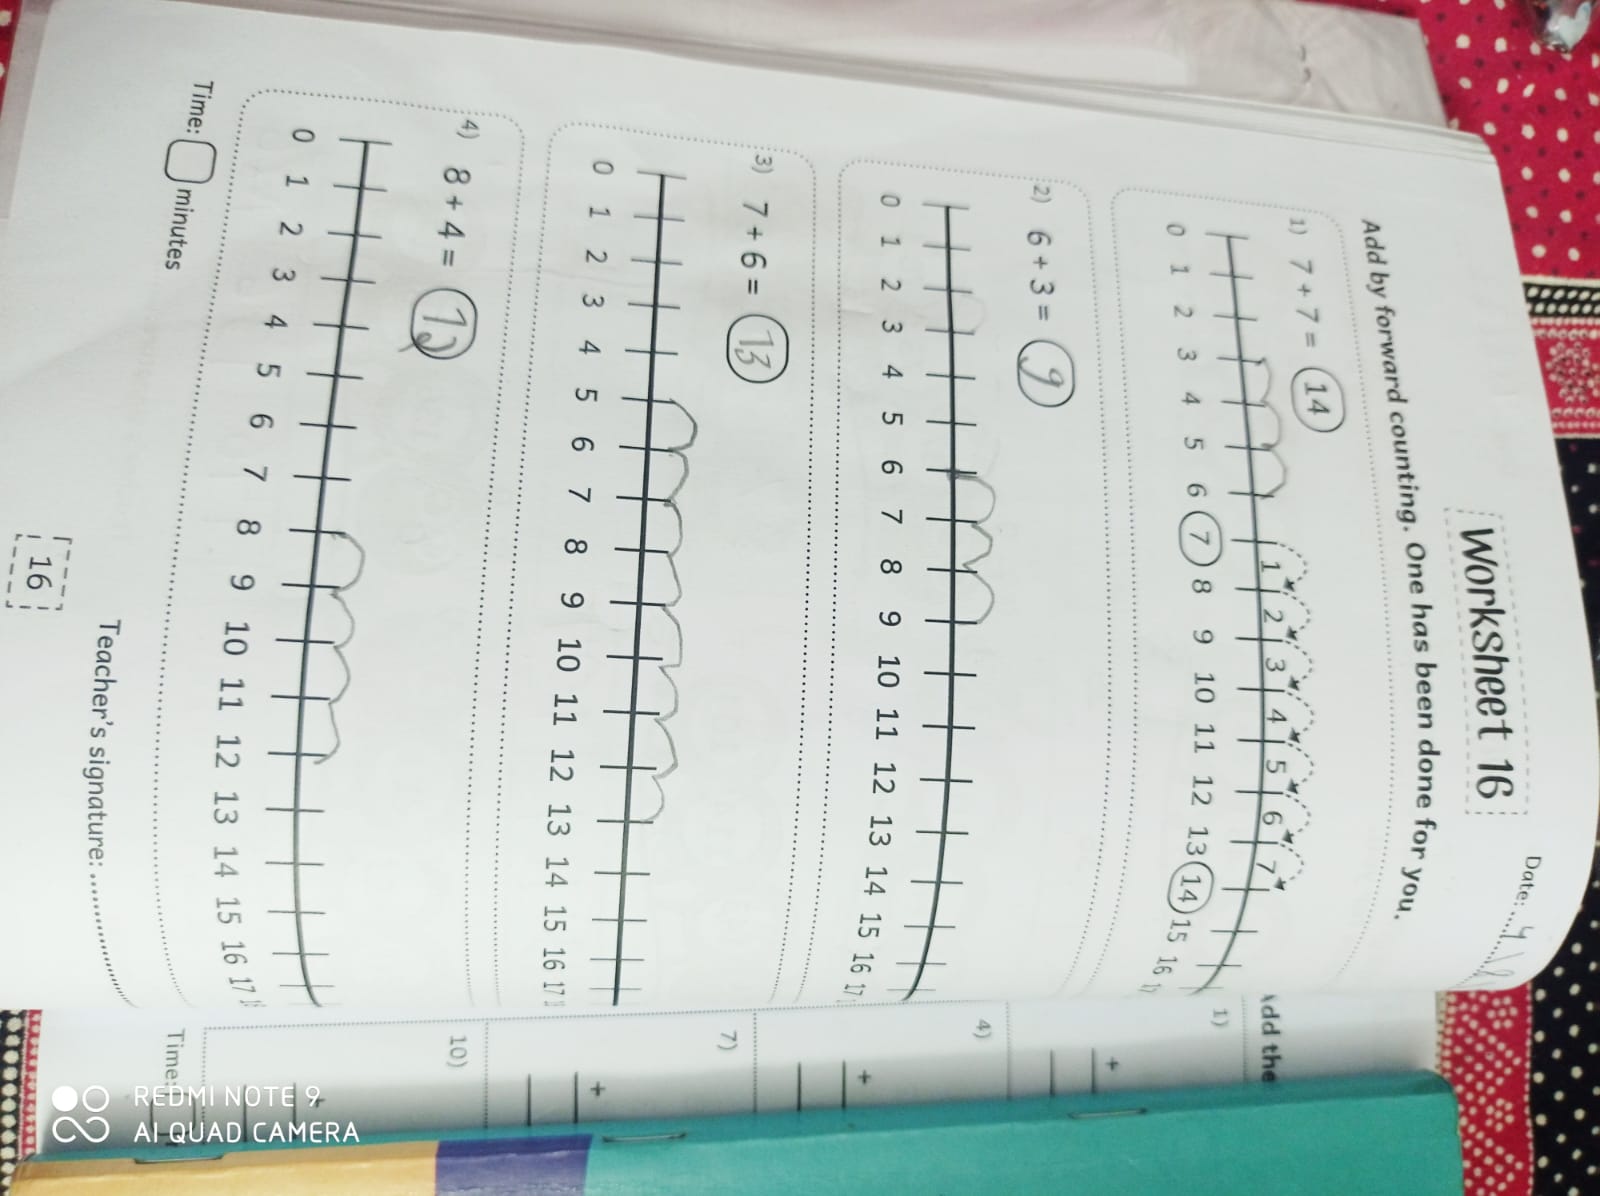 Date:
Worksheet 16
Add by forward counting. One has been done for you.
1) 7 + 7 = 14
1 2 3 4 5 6 7
0 1 2 3 4 5 6 7 8 9 10 11 12 13 14 15 16 17
2) 6 + 3 = 9
0 1 2 3 4 5 6 7 8 9 10 11 12 13 14 15 16 17
3) 7 + 6 = 13
0 1 2 3 4 5 6 7 8 9 10 11 12 13 14 15 16 17
4) 8 + 4 = 12
0 1 2 3 4 5 6 7 8 9 10 11 12 13 14 15 16 17
Time: minutes
Teacher's signature:
16
Add the
1)
+
4)
+
7)
+
10)
+
Time:
REDMI NOTE 9
AI QUAD CAMERA